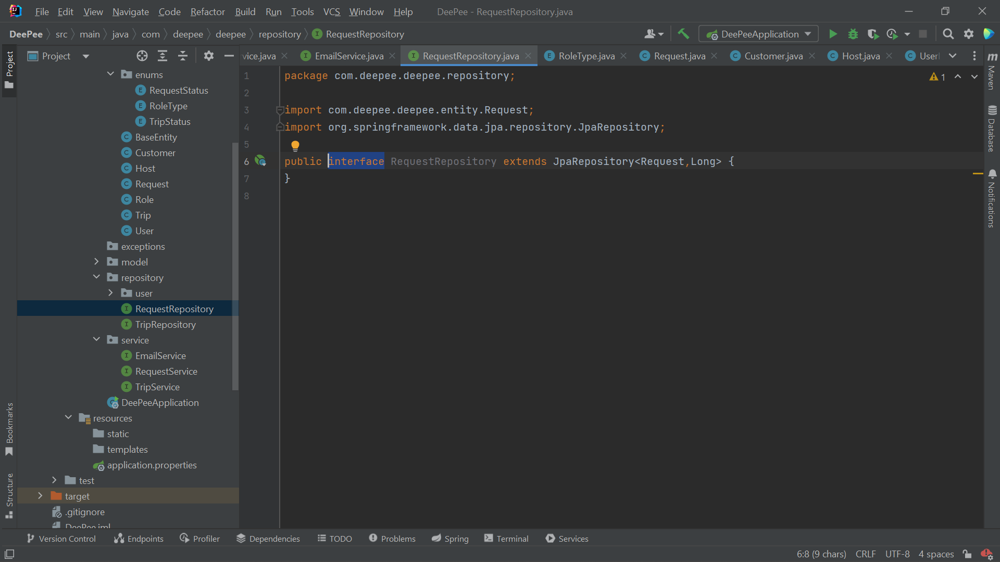 File Edit View Navigate Code Refactor Build Run Tools VCS Window Help DeePee - RequestRepository.java
DeePee src main java com deepee deepee repository RequestRepository DeePeeApplication
Project
vice.java EmailService.java RequestRepository.java RoleType.java Request.java Customer.java Host.java User
Project
enums
RequestStatus
RoleType
TripStatus
BaseEntity
Customer
Host
Request
Role
Trip
User
exceptions
model
repository
user
RequestRepository
TripRepository
service
EmailService
RequestService
TripService
DeePeeApplication
resources
static
templates
application.properties
test
target
.gitignore
DeePee.iml
Bookmarks
Structure
1 package com.deepee.deepee.repository;
2
3 import com.deepee.deepee.entity.Request;
4 import org.springframework.data.jpa.repository.JpaRepository;
5
6 public interface RequestRepository extends JpaRepository<Request,Long> {
7 }
8
1
Maven
Database
Notifications
Version Control Endpoints Profiler Dependencies TODO Problems Spring Terminal Services
6:8 (9 chars) CRLF UTF-8 4 spaces